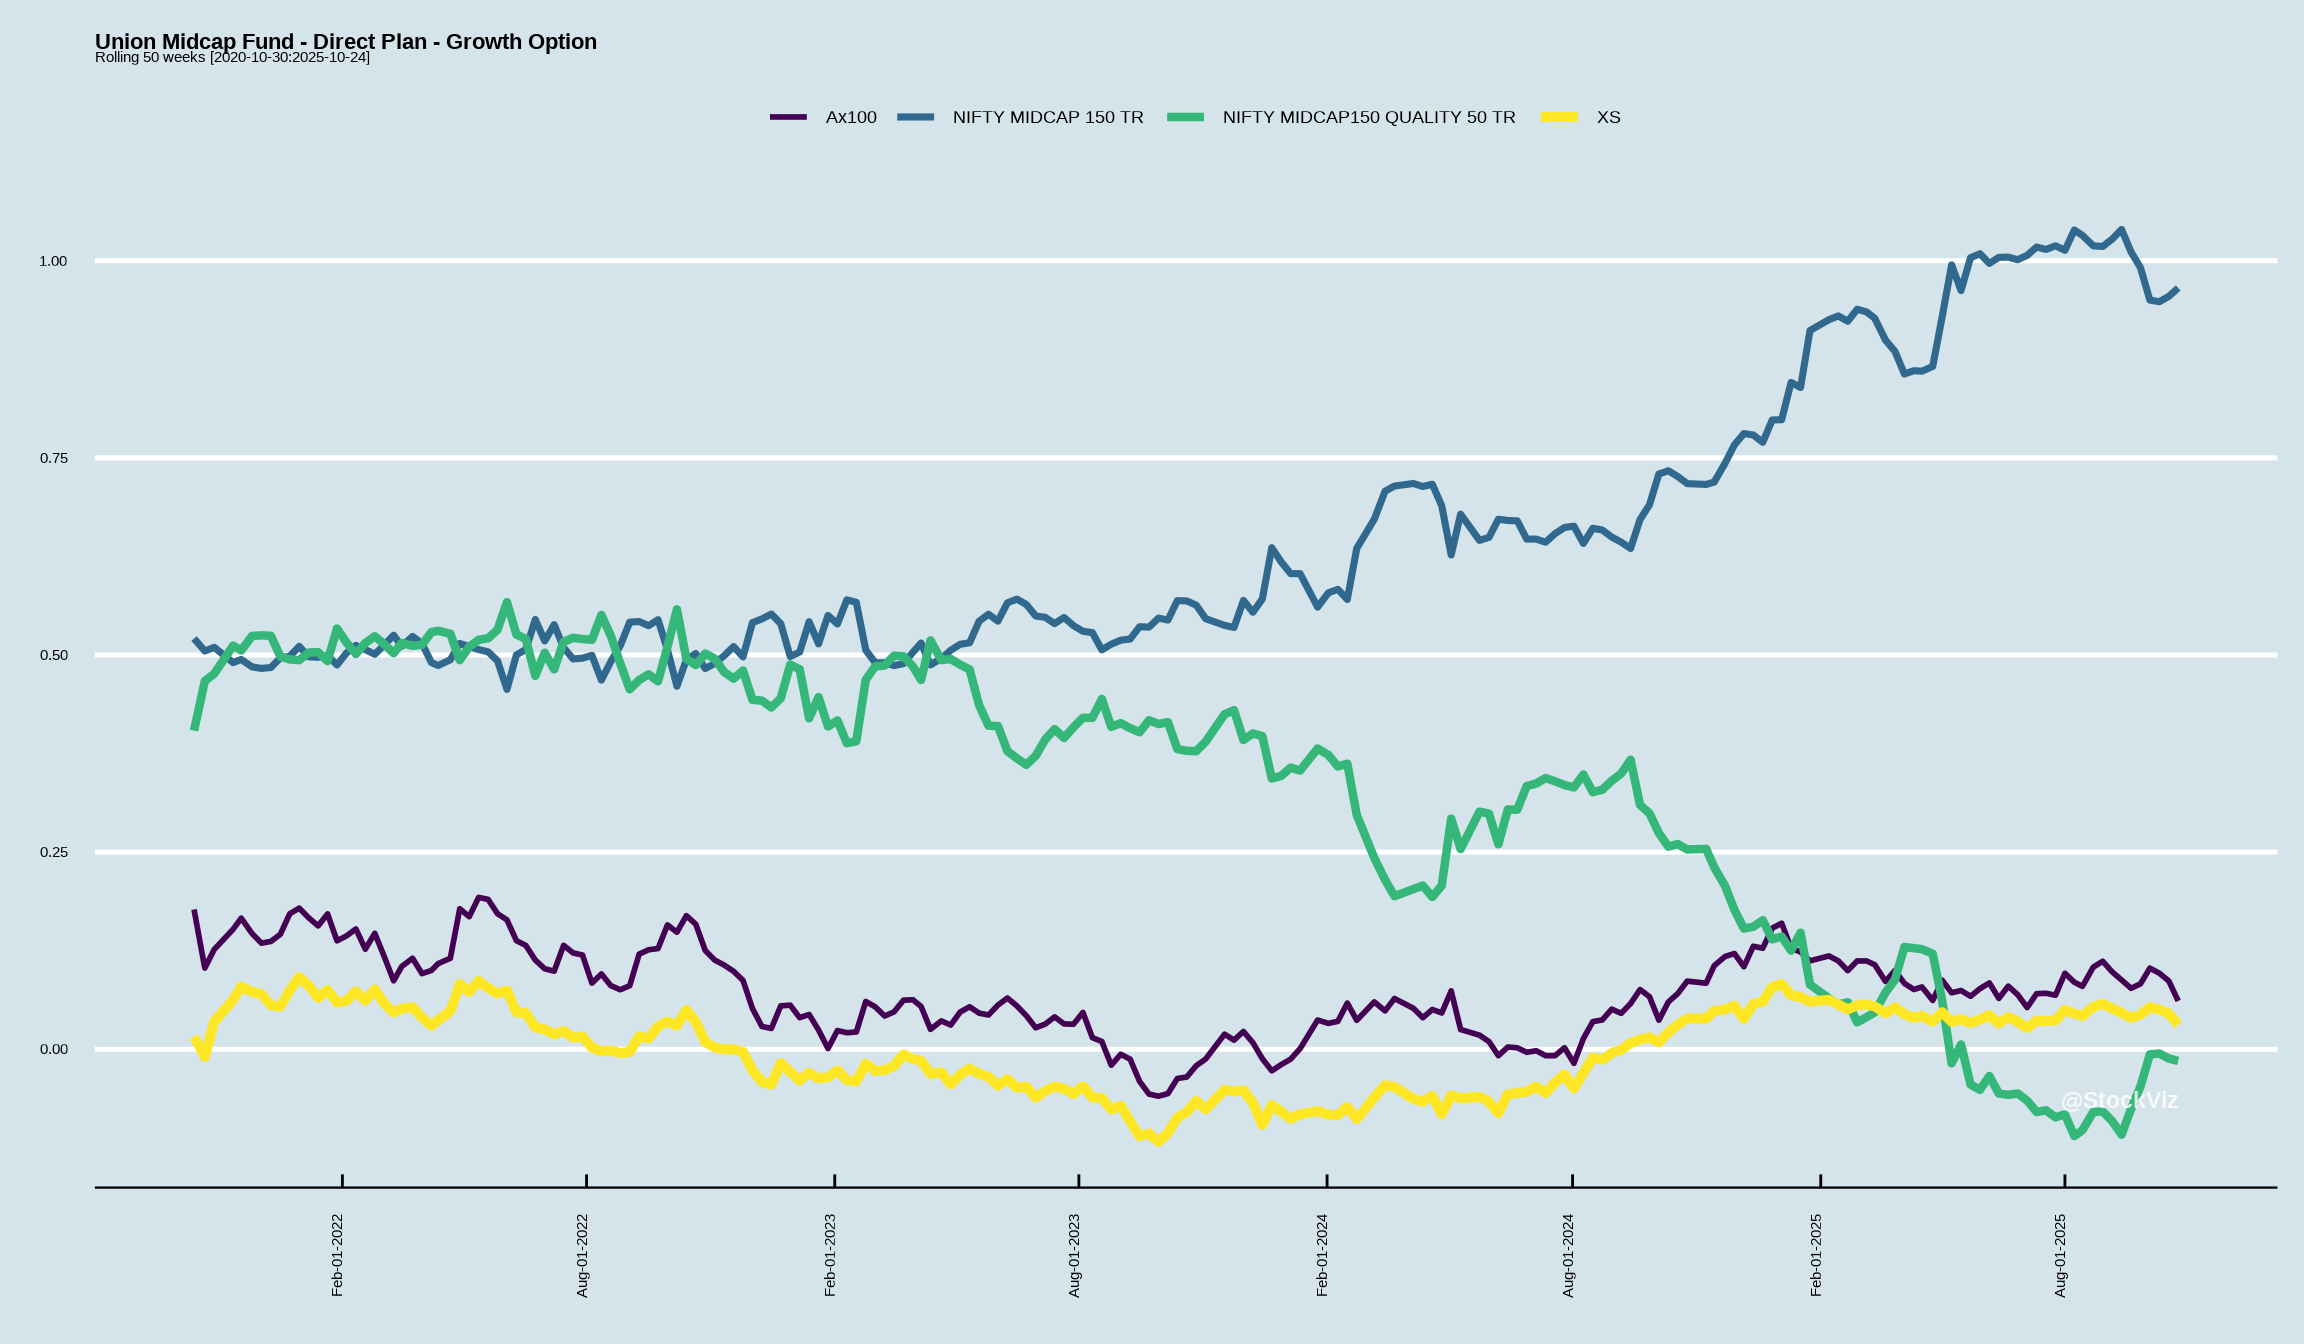 Union Midcap Fund - Direct Plan - Growth Option
Rolling 50 weeks [2020-10-30:2025-10-24]
Ax100 NIFTY MIDCAP 150 TR NIFTY MIDCAP150 QUALITY 50 TR XS
1.00
0.75
0.50
0.25
0.00
@StockViz
Feb-01-2022
Aug-01-2022
Feb-01-2023
Aug-01-2023
Feb-01-2024
Aug-01-2024
Feb-01-2025
Aug-01-2025